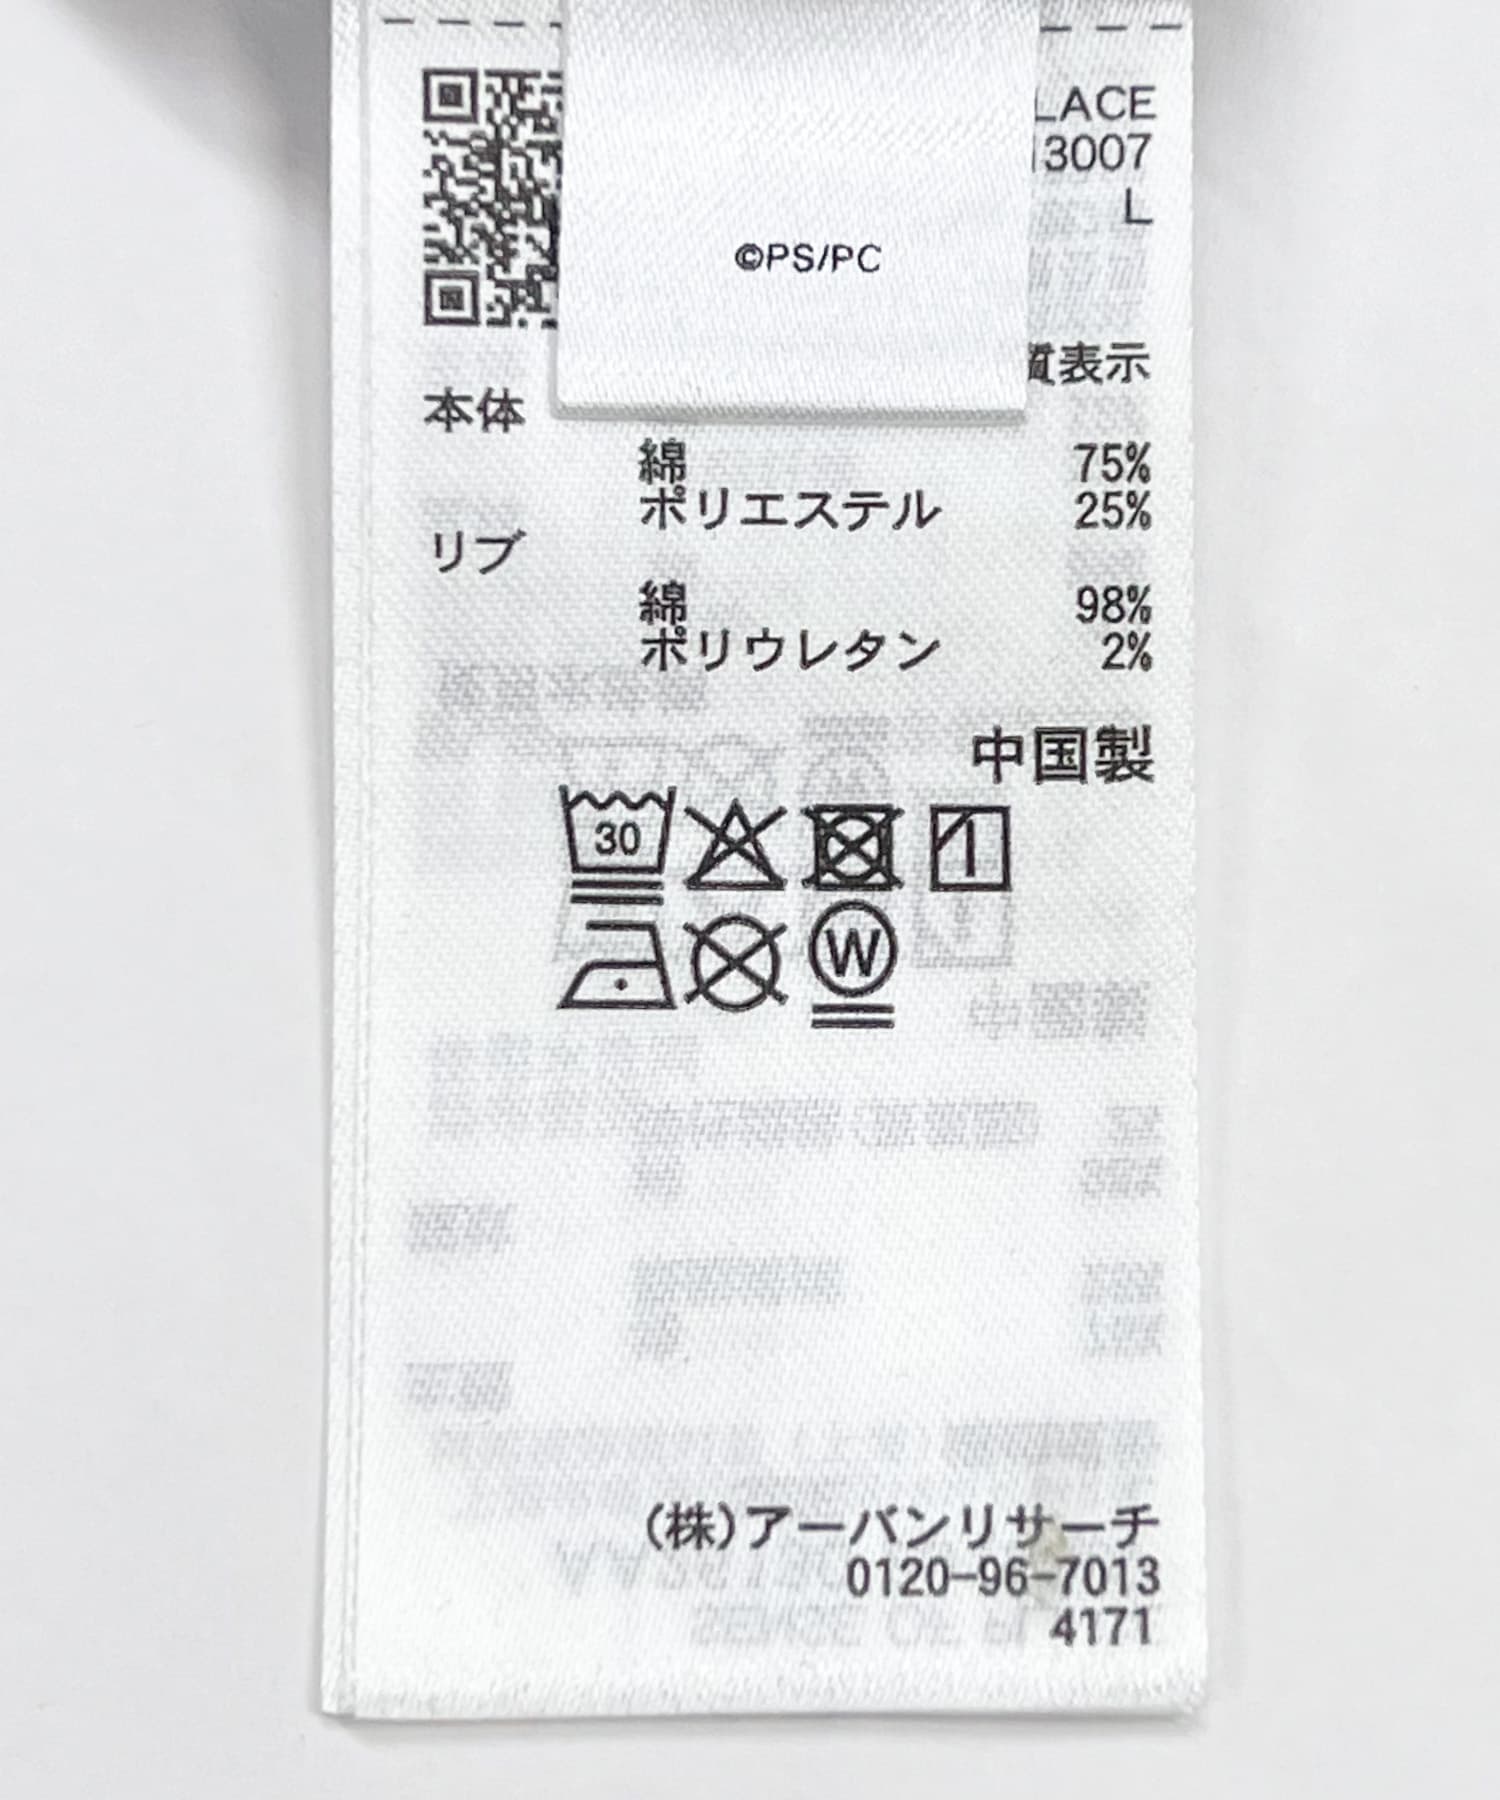 LACE
3007
L
©PS/PC
質表示
本体
綿 75%
ポリエステル 25%
リブ
綿 98%
ポリウレタン 2%
中国製
30
W
(株)アーバンリサーチ
0120-96-7013
4171